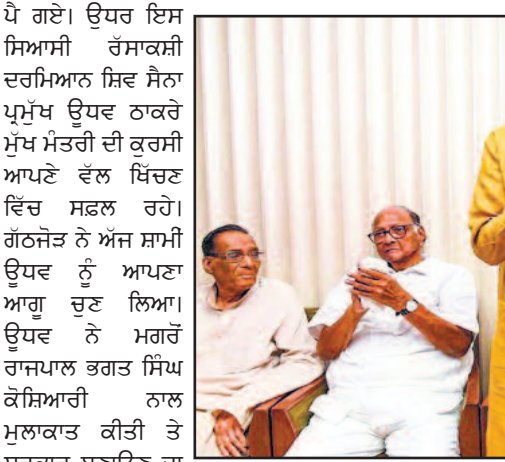 ਪੈ ਗਏ। ਉਧਰ ਇਸ
ਸਿਆਸੀ ਰੱਸਾਕਸ਼ੀ
ਦਰਮਿਆਨ ਸ਼ਿਵ ਸੈਨਾ
ਪ੍ਰਮੁੱਖ ਊਧਵ ਠਾਕਰੇ
ਮੁੱਖ ਮੰਤਰੀ ਦੀ ਕੁਰਸੀ
ਆਪਣੇ ਵੱਲ ਖਿੱਚਣ
ਵਿੱਚ ਸਫ਼ਲ ਰਹੇ।
ਗੱਠਜੋੜ ਨੇ ਅੱਜ ਸ਼ਾਮੀਂ
ਊਧਵ ਨੂੰ ਆਪਣਾ
ਆਗੂ ਚੁਣ ਲਿਆ।
ਊਧਵ ਨੇ ਮਗਰੋਂ
ਰਾਜਪਾਲ ਭਗਤ ਸਿੰਘ
ਕੋਸ਼ਿਆਰੀ ਨਾਲ
ਮੁਲਾਕਾਤ ਕੀਤੀ ਤੇ